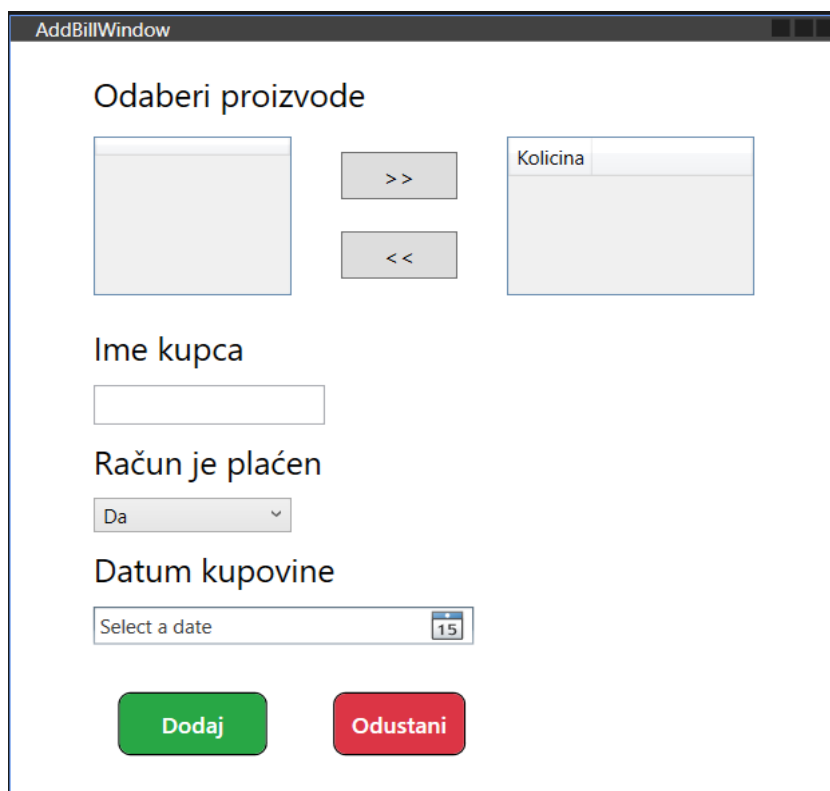 AddBillWindow
Odaberi proizvode
>>
Kolicina
<<
Ime kupca
Račun je plaćen
Da
Datum kupovine
Select a date
15
Dodaj
Odustani